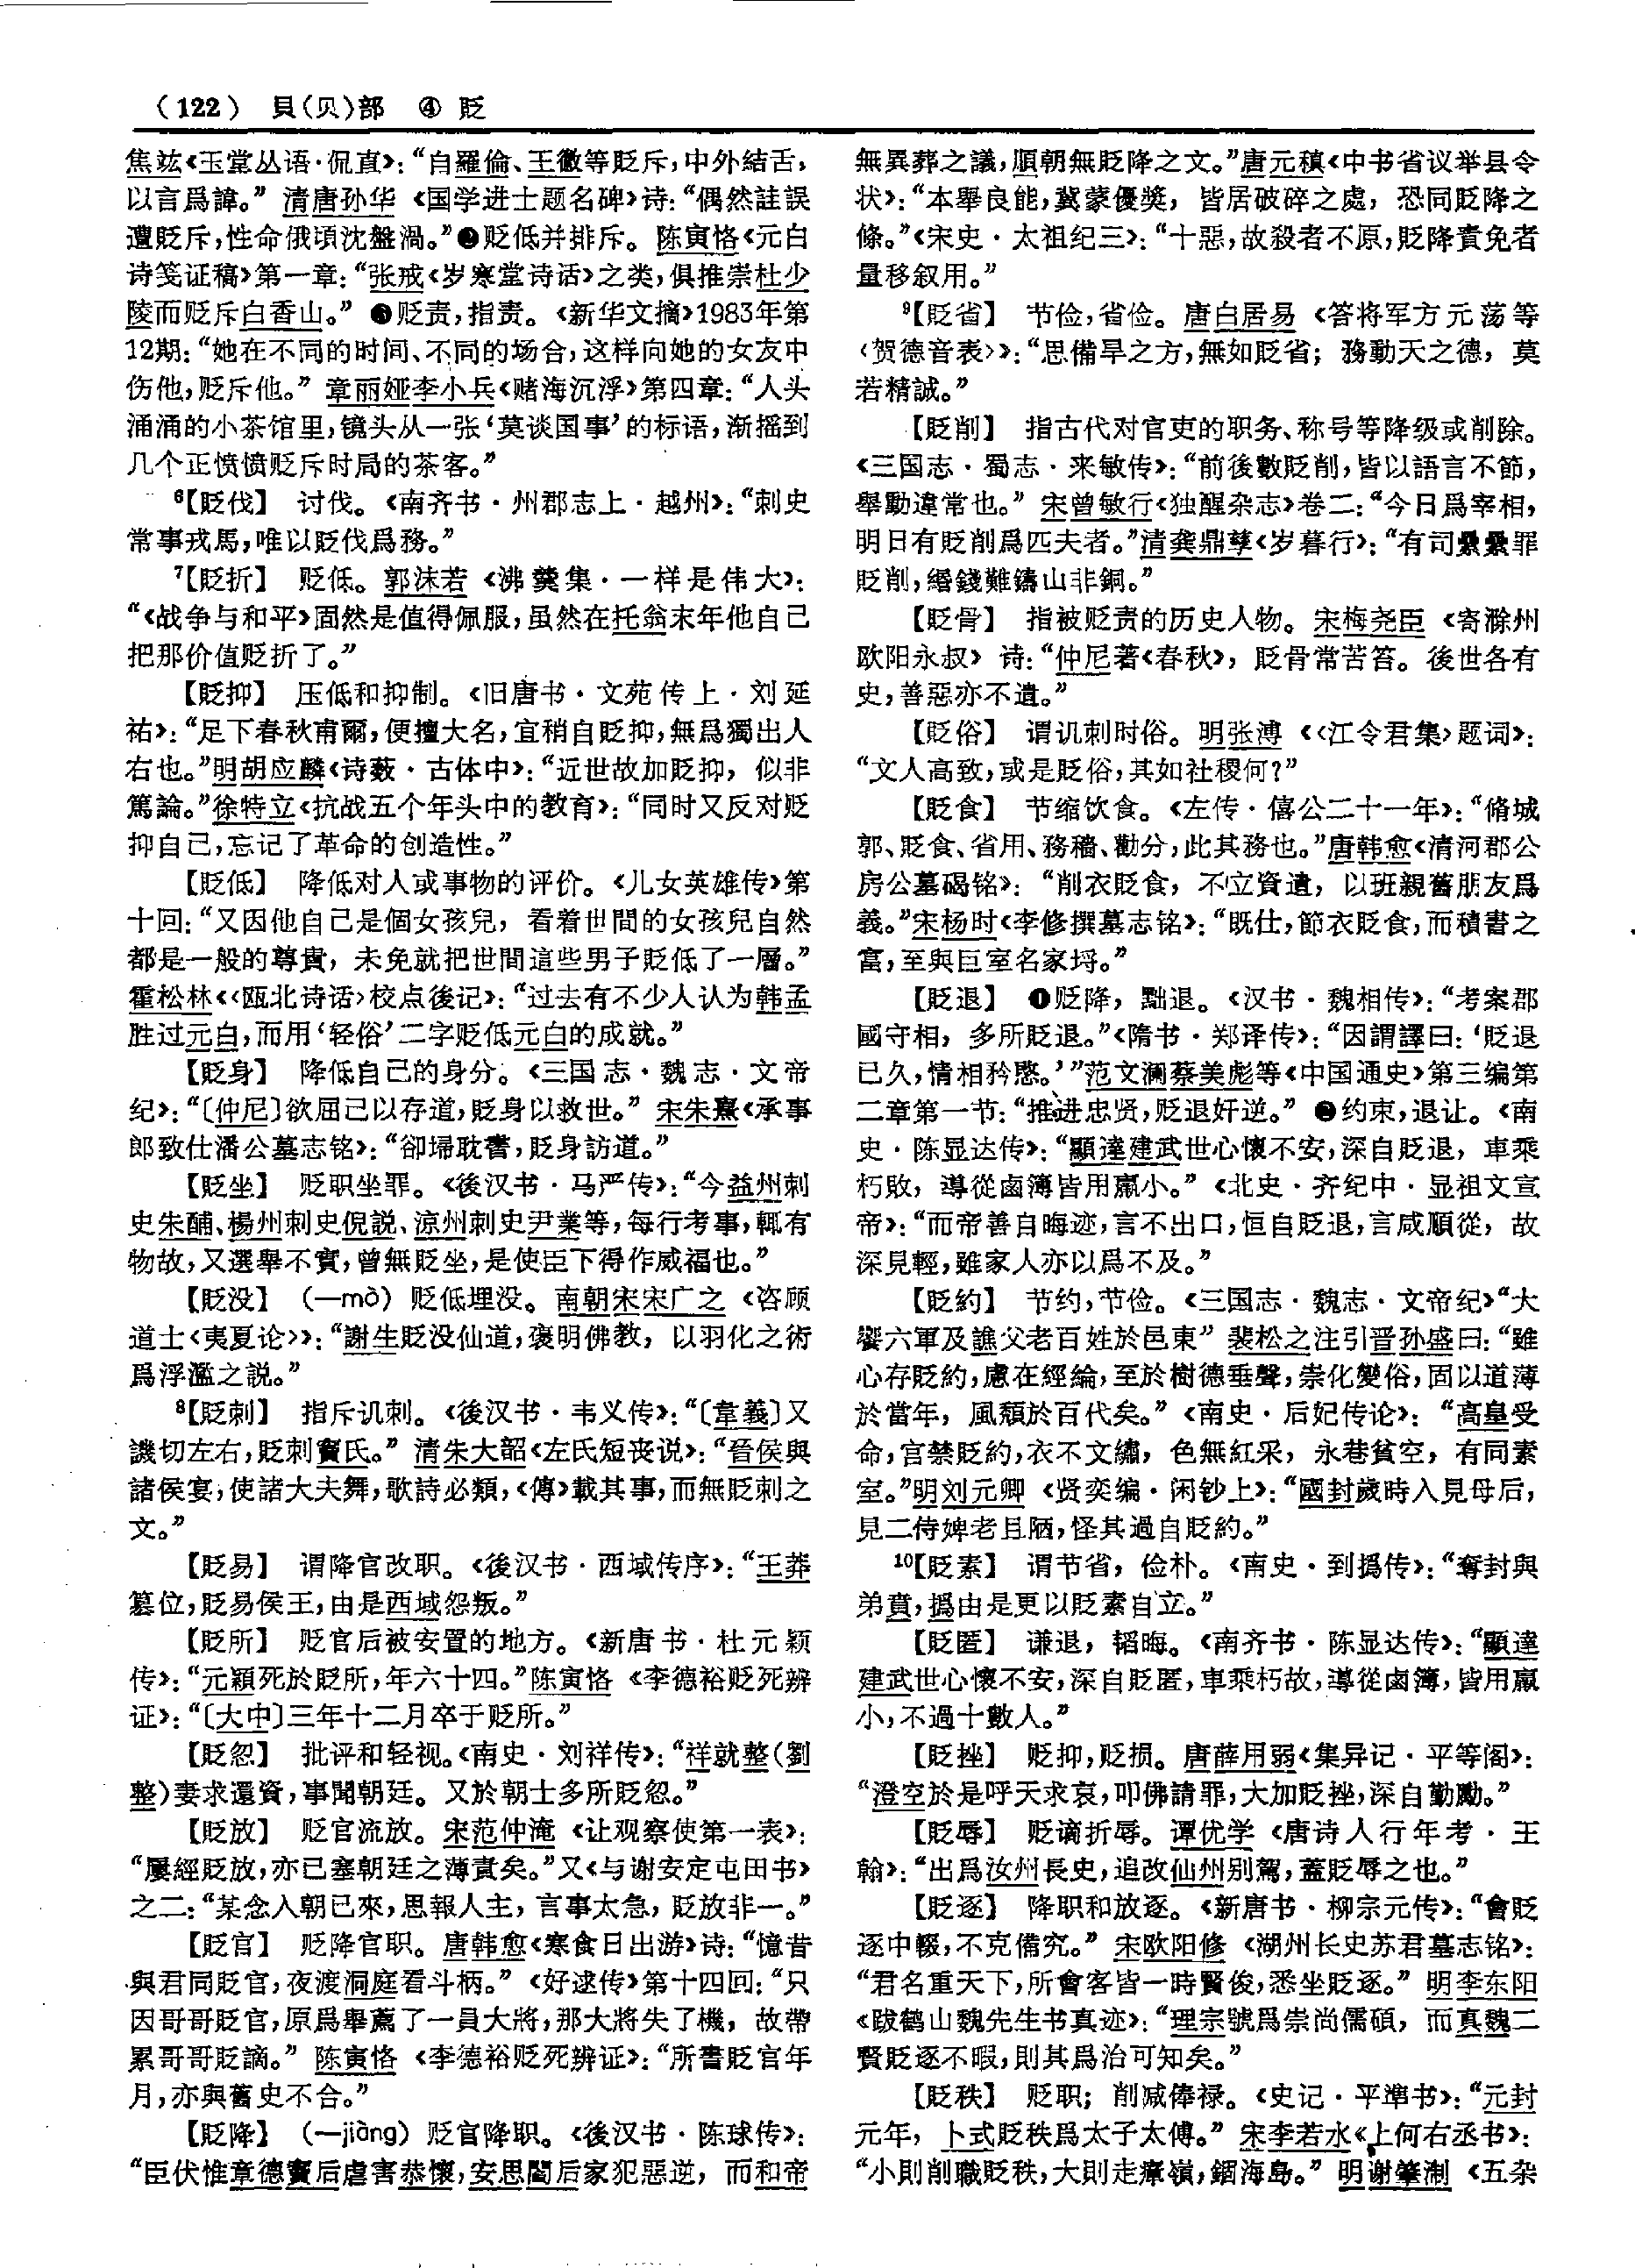 （122） 貝（贝）部 ④ 貶
焦竑《玉堂丛语·侃直》：“自羅倫、王徽等貶斥，中外結舌，
以言爲諱。”清唐孙华《国学进士题名碑》诗：“偶然詿誤
遭貶斥，性命俄頃沈盤渦。”❷贬低并排斥。陈寅恪《元白
诗笺证稿》第一章：“张戒《岁寒堂诗话》之类，俱推崇杜少
陵而贬斥白香山。”❸贬责，指责。《新华文摘》1983年第
12期：“她在不同的时间、不同的场合，这样向她的女友中
伤他，贬斥他。”章丽娅李小兵《赌海沉浮》第四章：“人头
涌涌的小茶馆里，镜头从一张‘莫谈国事’的标语，渐摇到
几个正愤愤贬斥时局的茶客。”
6【貶伐】 讨伐。《南齐书·州郡志上·越州》：“刺史
常事戎馬，唯以貶伐爲務。”
7【貶折】 贬低。郭沫若《沸羹集·一样是伟大》：
“《战争与和平》固然是值得佩服，虽然在托翁末年他自己
把那价值贬折了。”
【貶抑】 压低和抑制。《旧唐书·文苑传上·刘延
祐》：“足下春秋甫爾，便擅大名，宜稍自貶抑，無爲獨出人
右也。”明胡应麟《诗薮·古体中》：“近世故加貶抑，似非
篤論。”徐特立《抗战五个年头中的教育》：“同时又反对贬
抑自己，忘记了革命的创造性。”
【貶低】 降低对人或事物的评价。《儿女英雄传》第
十回：“又因他自己是個女孩兒，看着世間的女孩兒自然
都是一般的尊貴，未免就把世間這些男子貶低了一層。”
霍松林《〈瓯北诗话〉校点後记》：“过去有不少人认为韩孟
胜过元白，而用‘轻俗’二字贬低元白的成就。”
【貶身】 降低自己的身分。《三国志·魏志·文帝
纪》：“〔仲尼〕欲屈己以存道，貶身以救世。”宋朱熹《承事
郎致仕潘公墓志铭》：“卻埽耽書，貶身訪道。”
【貶坐】 贬职坐罪。《後汉书·马严传》：“今益州刺
史朱酺、楊州刺史倪説、涼州刺史尹業等，每行考事，輒有
物故，又選舉不實，曾無貶坐，是使臣下得作威福也。”
【貶没】 （一mò）贬低埋没。南朝宋宋广之《咨顾
道士〈夷夏论〉》：“謝生貶没仙道，褒明佛教，以羽化之術
爲浮濫之説。”
8【貶刺】 指斥讥刺。《後汉书·韦义传》：“〔韋義〕又
譏切左右，貶刺竇氏。”清朱大韶《左氏短丧说》：“晉侯與
諸侯宴，使諸大夫舞，歌詩必類，《傳》載其事，而無貶刺之
文。”
【貶易】 谓降官改职。《後汉书·西域传序》：“王莽
篡位，貶易侯王，由是西域怨叛。”
【貶所】 贬官后被安置的地方。《新唐书·杜元颖
传》：“元穎死於貶所，年六十四。”陈寅恪《李德裕贬死辨
证》：“〔大中〕三年十二月卒于贬所。”
【貶忽】 批评和轻视。《南史·刘祥传》：“祥就整（劉
整）妻求還資，事聞朝廷。又於朝士多所貶忽。”
【貶放】 贬官流放。宋范仲淹《让观察使第一表》：
“屢經貶放，亦已塞朝廷之薄責矣。”又《与谢安定屯田书》
之二：“某念入朝已來，思報人主，言事太急，貶放非一。”
【貶官】 贬降官职。唐韩愈《寒食日出游》诗：“憶昔
與君同貶官，夜渡洞庭看斗柄。”《好逑传》第十四回：“只
因哥哥貶官，原爲舉薦了一員大將，那大將失了機，故帶
累哥哥貶謫。”陈寅恪《李德裕贬死辨证》：“所書貶官年
月，亦與舊史不合。”
【貶降】 （一jiàng）贬官降职。《後汉书·陈球传》：
“臣伏惟章德竇后虐害恭懷，安思閻后家犯惡逆，而和帝
無異葬之議，順朝無貶降之文。”唐元稹《中书省议举县令
状》：“本舉良能，冀蒙優獎，皆居破碎之處，恐同貶降之
條。”《宋史·太祖纪三》：“十惡，故殺者不原，貶降責免者
量移叙用。”
9【貶省】 节俭，省俭。唐白居易《答将军方元荡等
〈贺德音表〉》：“思備旱之方，無如貶省；務動天之德，莫
若精誠。”
【貶削】 指古代对官吏的职务、称号等降级或削除。
《三国志·蜀志·来敏传》：“前後數貶削，皆以語言不節，
舉動違常也。”宋曾敏行《独醒杂志》卷二：“今日爲宰相，
明日有貶削爲匹夫者。”清龚鼎孳《岁暮行》：“有司纍纍罪
貶削，緡錢難鑄山非銅。”
【貶骨】 指被贬责的历史人物。宋梅尧臣《寄滁州
欧阳永叔》诗：“仲尼著《春秋》，貶骨常苦笞。後世各有
史，善惡亦不遺。”
【貶俗】 谓讥刺时俗。明张溥《〈江令君集〉题词》：
“文人高致，或是貶俗，其如社稷何？”
【貶食】 节缩饮食。《左传·僖公二十一年》：“脩城
郭、貶食、省用、務穡、勸分，此其務也。”唐韩愈《清河郡公
房公墓碣铭》：“削衣貶食，不立資遺，以班親舊朋友爲
義。”宋杨时《李修撰墓志铭》：“既仕，節衣貶食，而積書之
富，至與巨室名家埒。”
【貶退】 ❶贬降，黜退。《汉书·魏相传》：“考案郡
國守相，多所貶退。”《隋书·郑译传》：“因謂譯曰：‘貶退
已久，情相矜愍。’”范文澜蔡美彪等《中国通史》第三编第
二章第一节：“推进忠贤，贬退奸逆。”❷约束，退让。《南
史·陈显达传》：“顯達建武世心懷不安，深自貶退，車乘
朽敗，導從鹵簿皆用羸小。”《北史·齐纪中·显祖文宣
帝》：“而帝善自晦迹，言不出口，恒自貶退，言咸順從，故
深見輕，雖家人亦以爲不及。”
【貶約】 节约，节俭。《三国志·魏志·文帝纪》“大
饗六軍及譙父老百姓於邑東”裴松之注引晋孙盛曰：“雖
心存貶約，慮在經綸，至於樹德垂聲，崇化變俗，固以道薄
於當年，風頽於百代矣。”《南史·后妃传论》：“高皇受
命，宫禁貶約，衣不文繡，色無紅采，永巷貧空，有同素
室。”明刘元卿《贤奕编·闲钞上》：“國封歲時入見母后，
見二侍婢老且陋，怪其過自貶約。”
10【貶素】 谓节省，俭朴。《南史·到撝传》：“奪封與
弟賁，撝由是更以貶素自立。”
【貶匿】 谦退，韬晦。《南齐书·陈显达传》：“顯達
建武世心懷不安，深自貶匿，車乘朽故，導從鹵簿，皆用羸
小，不過十數人。”
【貶挫】 贬抑，贬损。唐薛用弱《集异记·平等阁》：
“澄空於是呼天求哀，叩佛請罪，大加貶挫，深自勤勵。”
【貶辱】 贬谪折辱。谭优学《唐诗人行年考·王
翰》：“出爲汝州長史，追改仙州别駕，蓋貶辱之也。”
【貶逐】 降职和放逐。《新唐书·柳宗元传》：“會貶
逐中輟，不克備究。”宋欧阳修《湖州长史苏君墓志铭》：
“君名重天下，所會客皆一時賢俊，悉坐貶逐。”明李东阳
《跋鹤山魏先生书真迹》：“理宗號爲崇尚儒碩，而真魏二
賢貶逐不暇，則其爲治可知矣。”
【貶秩】 贬职；削减俸禄。《史记·平準书》：“元封
元年，卜式貶秩爲太子太傅。”宋李若水《上何右丞书》：
“小則削職貶秩，大則走瘴嶺，錮海島。”明谢肇淛《五杂